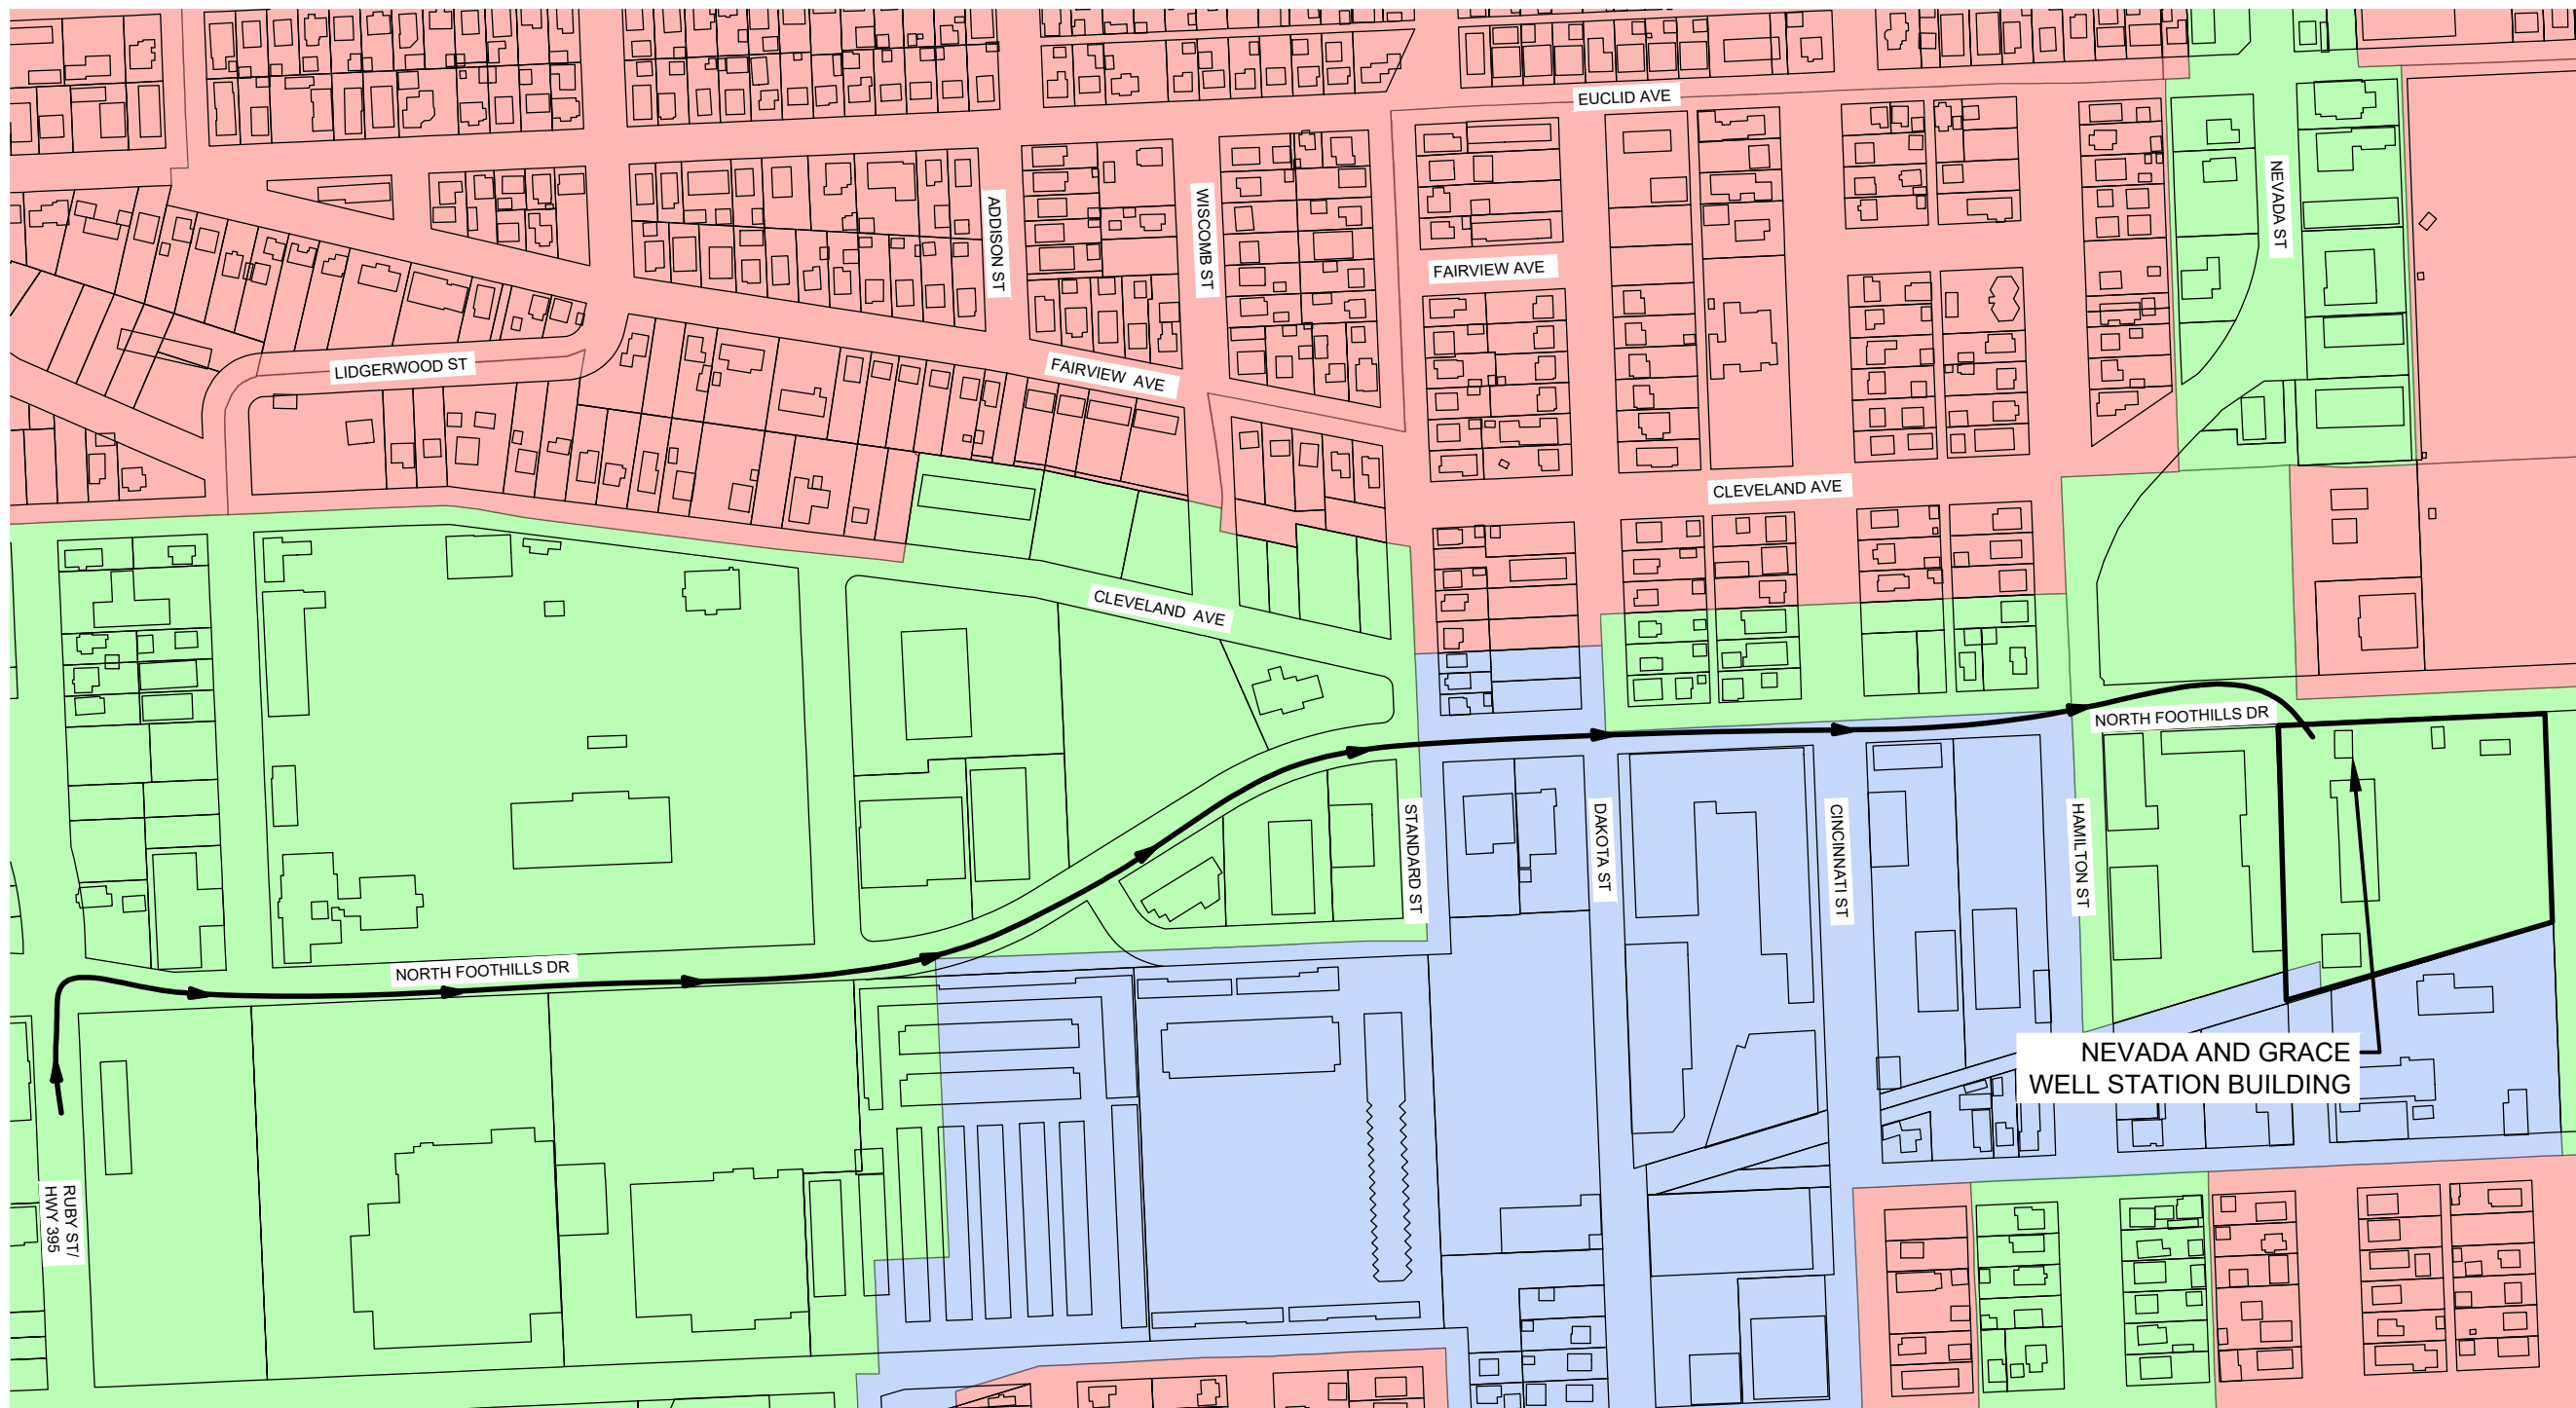 EUCLID AVE
NEVADA ST
ADDISON ST
WISCOMB ST
FAIRVIEW AVE
LIDGERWOOD ST
FAIRVIEW AVE
CLEVELAND AVE
CLEVELAND AVE
NORTH FOOTHILLS DR
STANDARD ST
DAKOTA ST
CINCINNATI ST
HAMILTON ST
NORTH FOOTHILLS DR
NEVADA AND GRACE
WELL STATION BUILDING
RUBY ST/
HWY 395